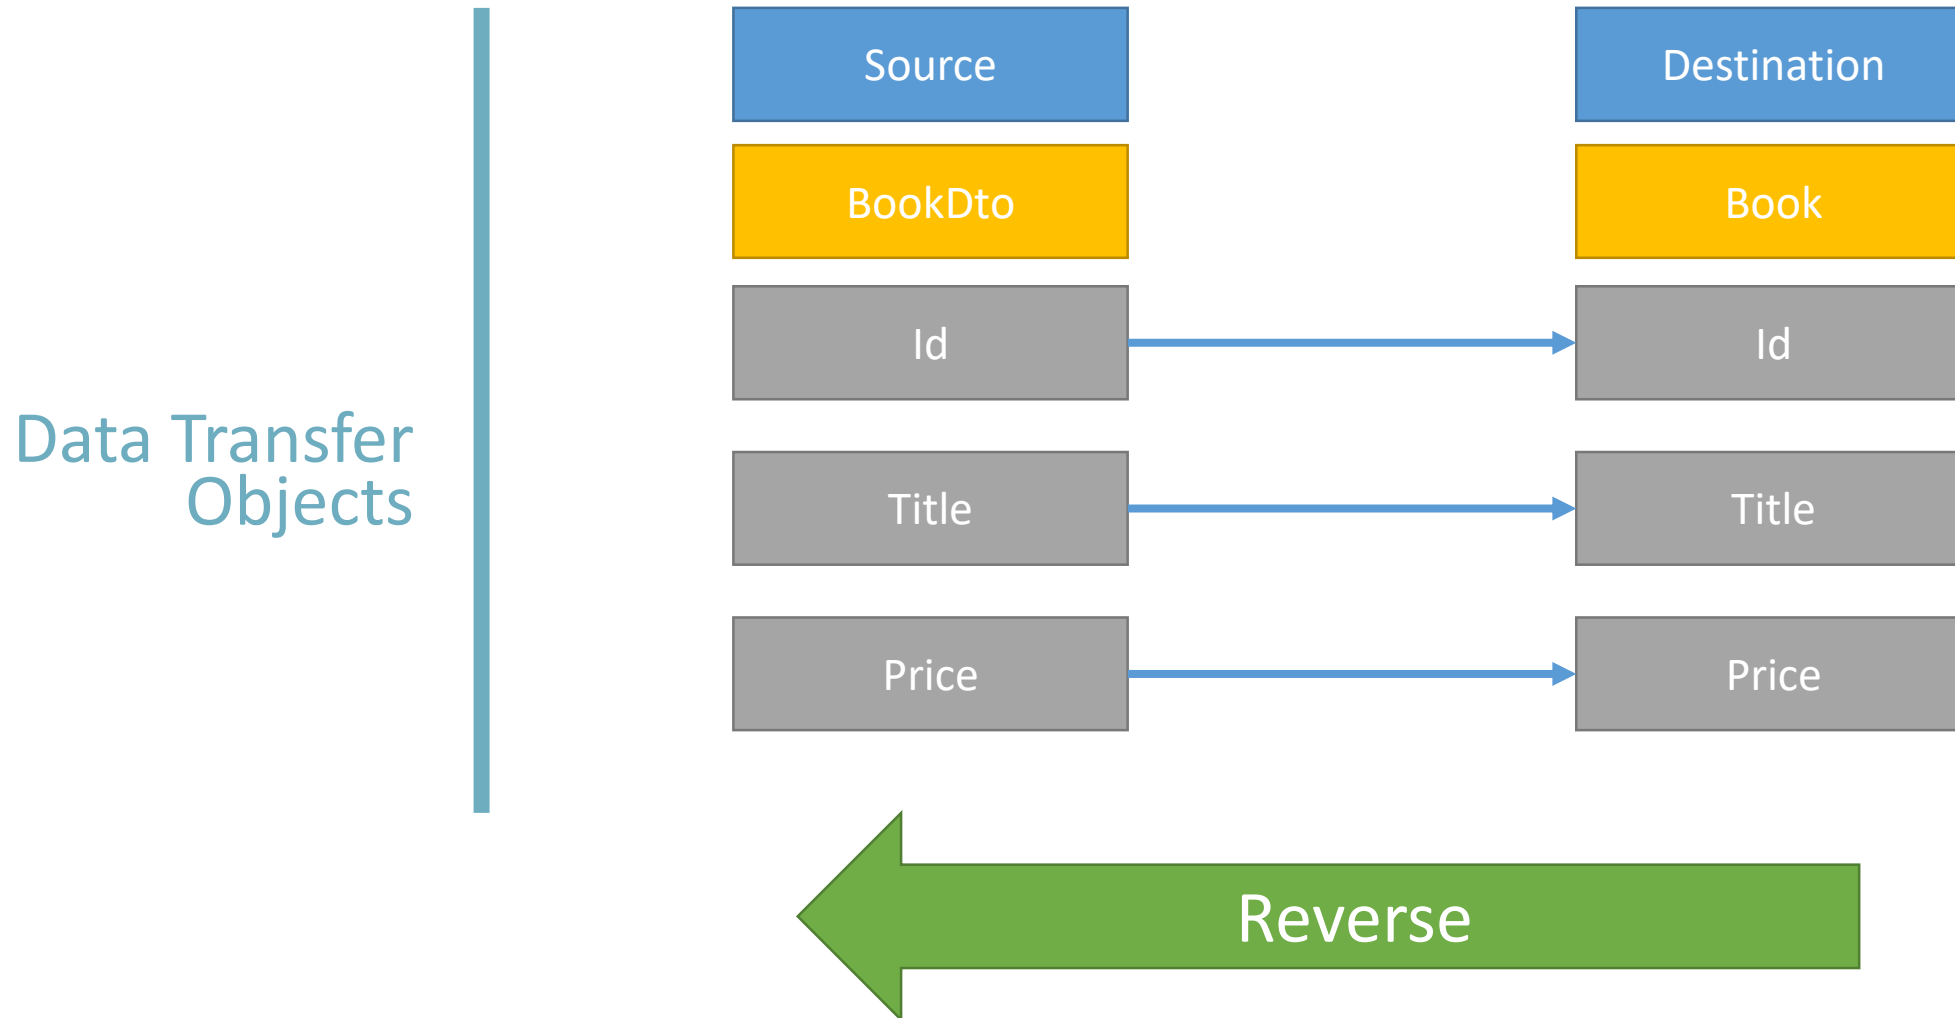 Data Transfer
Objects
Source
Destination
BookDto
Book
Id
Id
Title
Title
Price
Price
Reverse